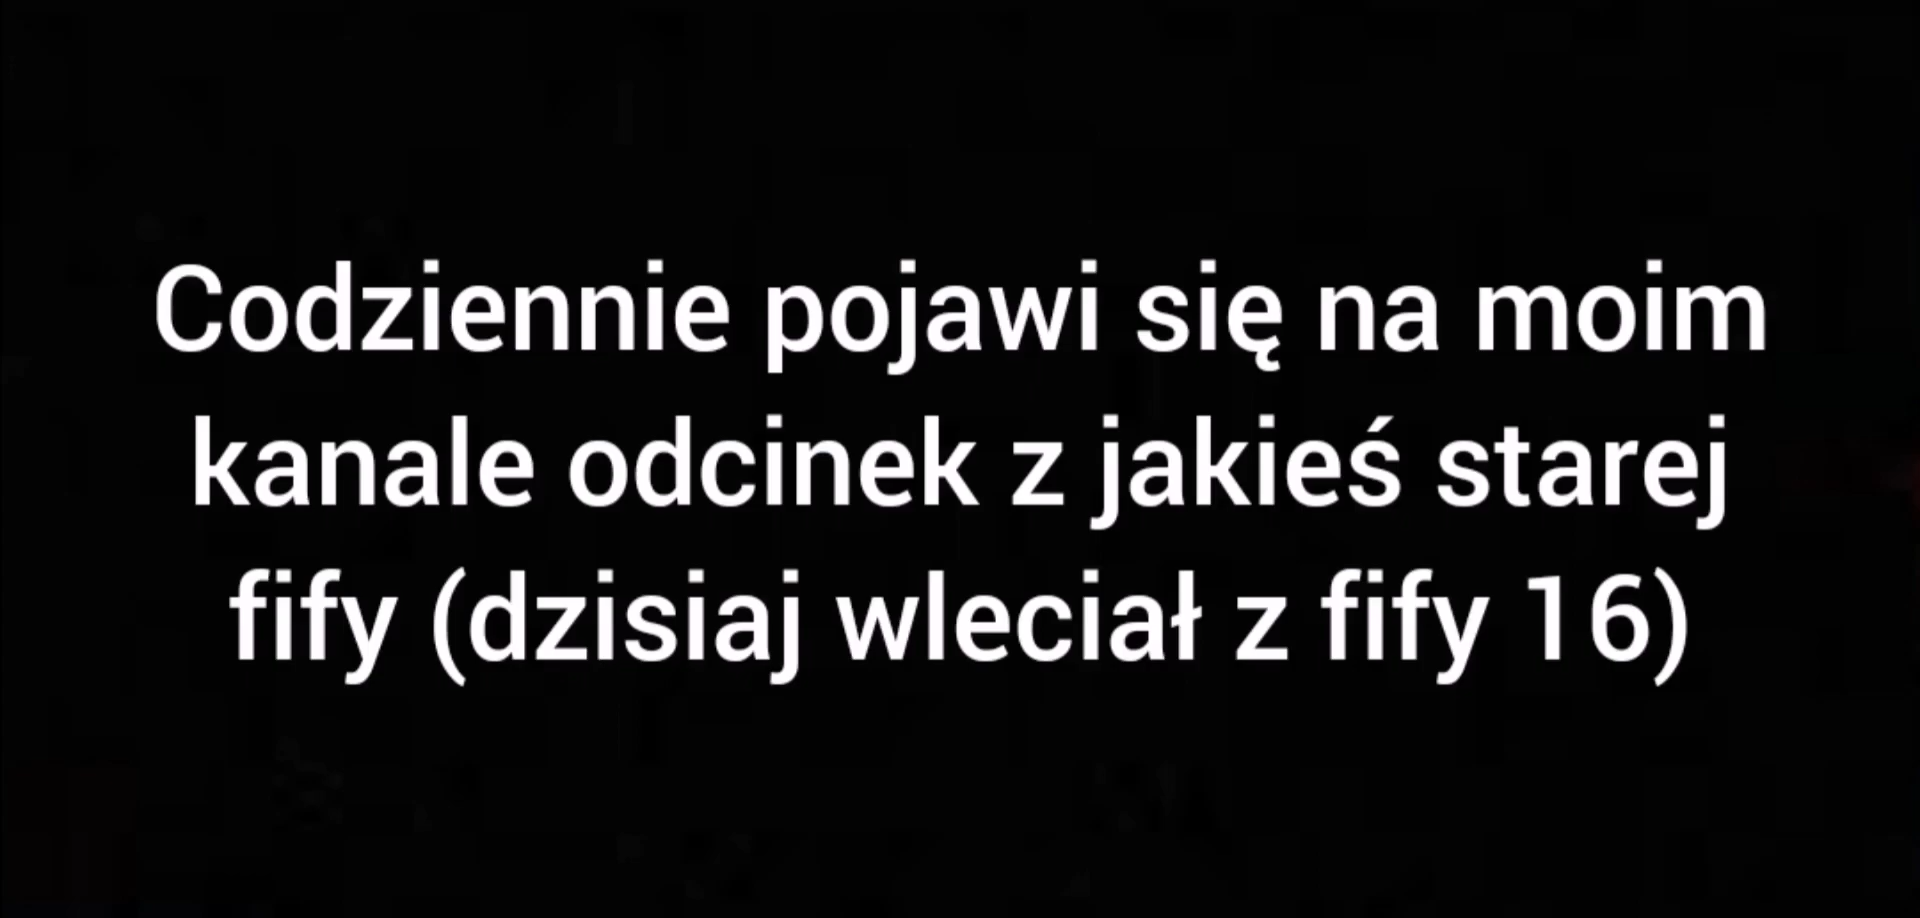 Codziennie pojawi się na moim
kanale odcinek z jakieś starej
fify (dzisiaj wleciał z fify 16)